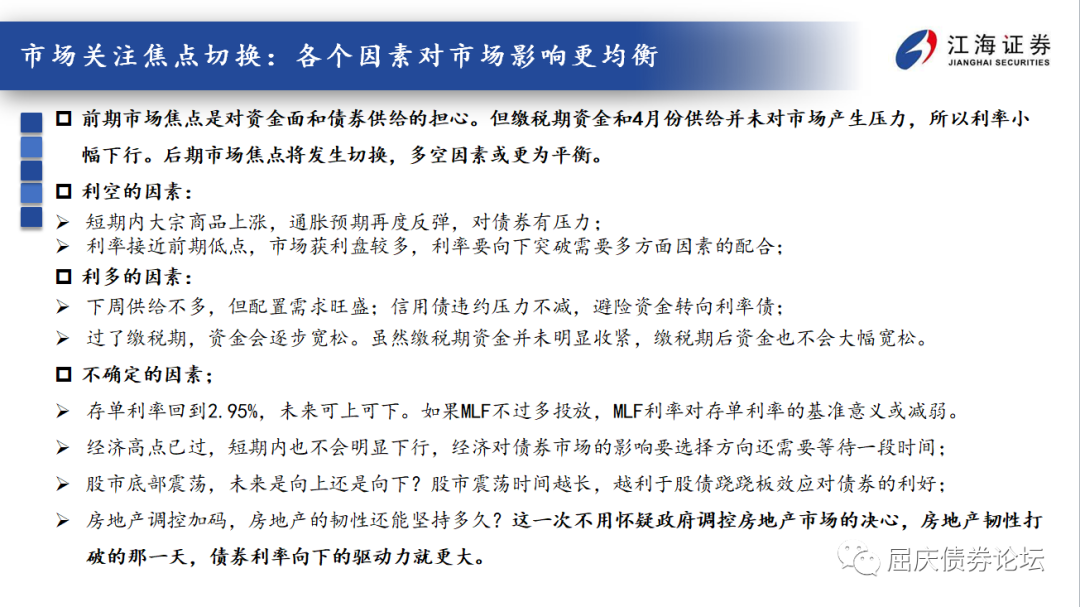 市场关注焦点切换：各个因素对市场影响更均衡
江海证券
JIANGHAI SECURITIES
前期市场焦点是对资金面和债券供给的担心。但缴税期资金和4月份供给并未对市场产生压力，所以利率小
幅下行。后期市场焦点将发生切换，多空因素或更为平衡。
利空的因素：
短期内大宗商品上涨，通胀预期再度反弹，对债券有压力；
利率接近前期低点，市场获利盘较多，利率要向下突破需要多方面因素的配合；
利多的因素：
下周供给不多，但配置需求旺盛；信用债违约压力不减，避险资金转向利率债；
过了缴税期，资金会逐步宽松。虽然缴税期资金并未明显收紧，缴税期后资金也不会大幅宽松。
不确定的因素；
存单利率回到2.95%，未来可上可下。如果MLF不过多投放，MLF利率对存单利率的基准意义或减弱。
经济高点已过，短期内也不会明显下行，经济对债券市场的影响要选择方向还需要等待一段时间；
股市底部震荡，未来是向上还是向下？股市震荡时间越长，越利于股债跷跷板效应对债券的利好；
房地产调控加码，房地产的韧性还能坚持多久？这一次不用怀疑政府调控房地产市场的决心，房地产韧性打
破的那一天，债券利率向下的驱动力就更大。
屈庆债券论坛